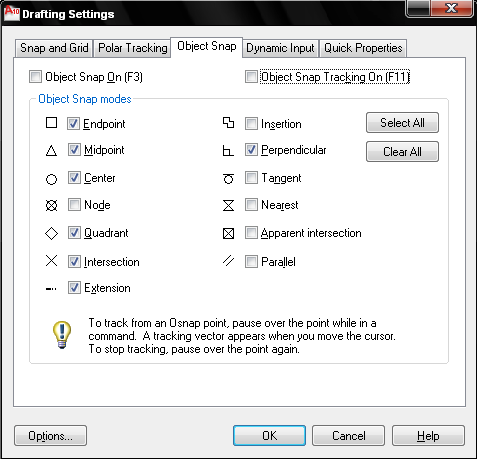 Drafting Settings
Snap and Grid Polar Tracking Object Snap Dynamic Input Quick Properties
Object Snap On (F3) Object Snap Tracking On (F11)
Object Snap modes
Endpoint Insertion Select All
Midpoint Perpendicular Clear All
Center Tangent
Node Nearest
Quadrant Apparent intersection
Intersection Parallel
Extension
To track from an Osnap point, pause over the point while in a
command. A tracking vector appears when you move the cursor.
To stop tracking, pause over the point again.
Options... OK Cancel Help